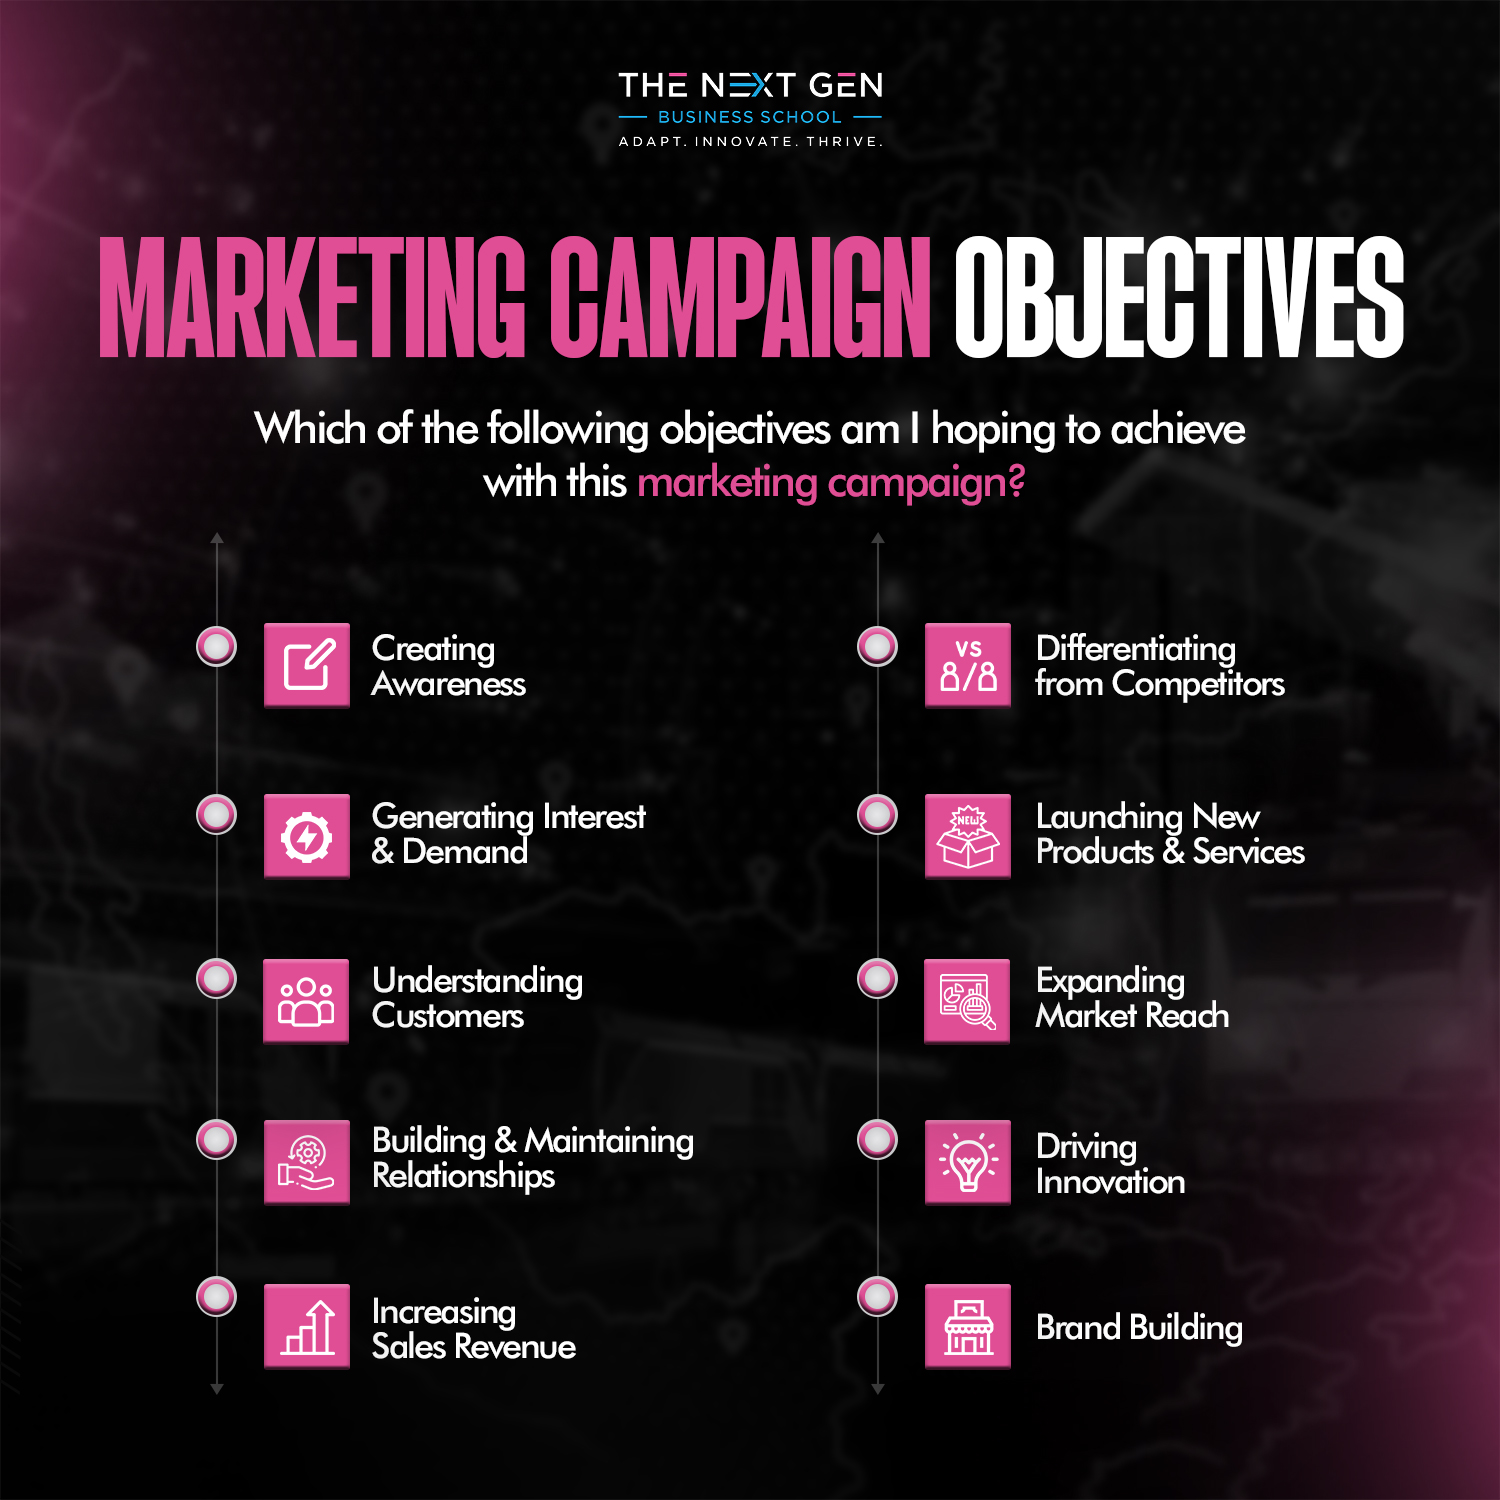 THE NEXT GEN
BUSINESS SCHOOL
ADAPT. INNOVATE. THRIVE.
MARKETING CAMPAIGN OBJECTIVES
Which of the following objectives am I hoping to achieve
with this marketing campaign?
Creating
Awareness
Generating Interest
& Demand
Understanding
Customers
Building & Maintaining
Relationships
Increasing
Sales Revenue
VS
Differentiating
from Competitors
NEW
Launching New
Products & Services
Expanding
Market Reach
Driving
Innovation
Brand Building